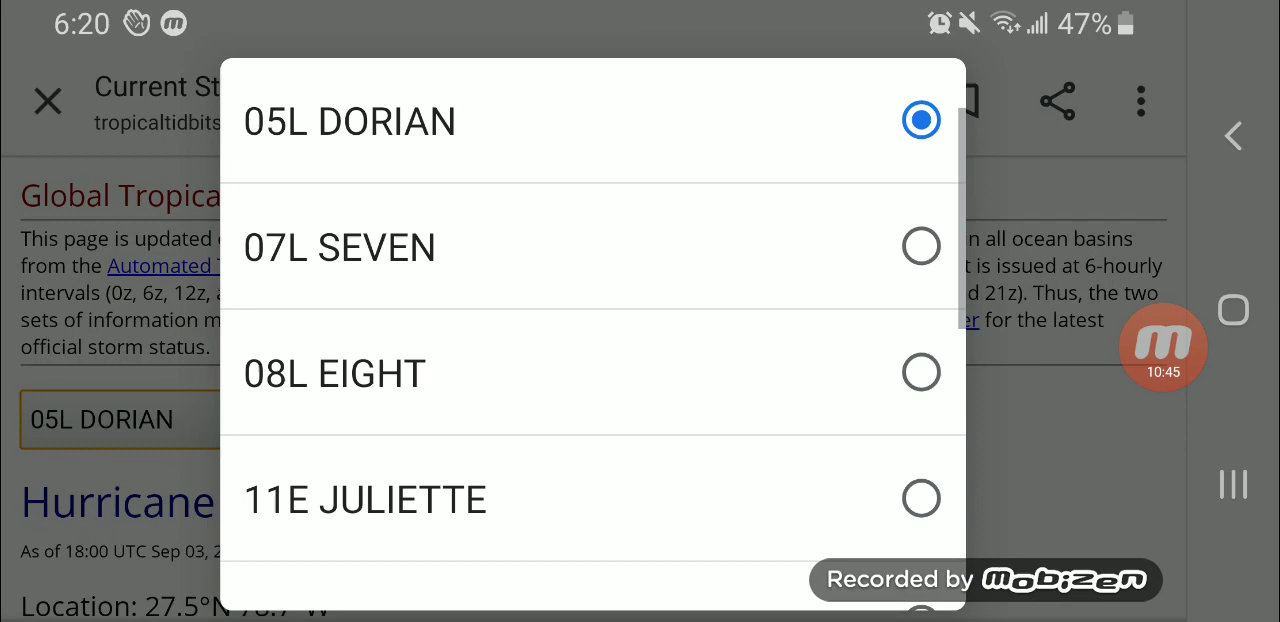 6:20
47%
Current St
tropicaltidbits
05L DORIAN
07L SEVEN
08L EIGHT
11E JULIETTE
Global Tropica
This page is updated
n all ocean basins
from the Automated
t is issued at 6-hourly
intervals (0z, 6z, 12z,
d 21z). Thus, the two
sets of information m
er for the latest
official storm status.
05L DORIAN
Hurricane
As of 18:00 UTC Sep 03, 2
Location: 27.5°N
m
10:45
Recorded by mobizen